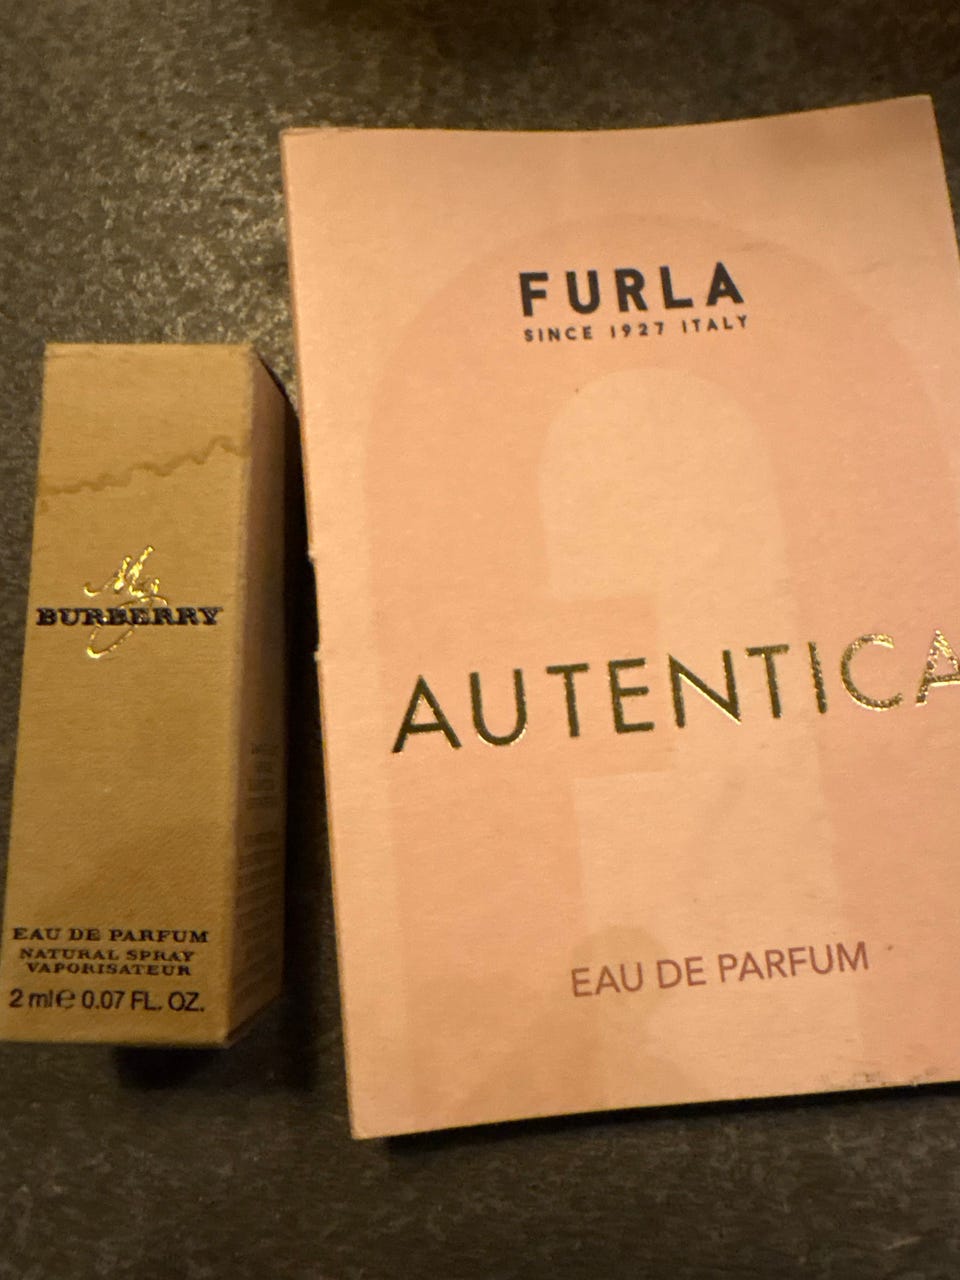 My
BURBERRY
EAU DE PARFUM
NATURAL SPRAY
VAPORISATEUR
2 ml e 0.07 FL. OZ.
FURLA
SINCE 1927 ITALY
AUTENTICA
EAU DE PARFUM